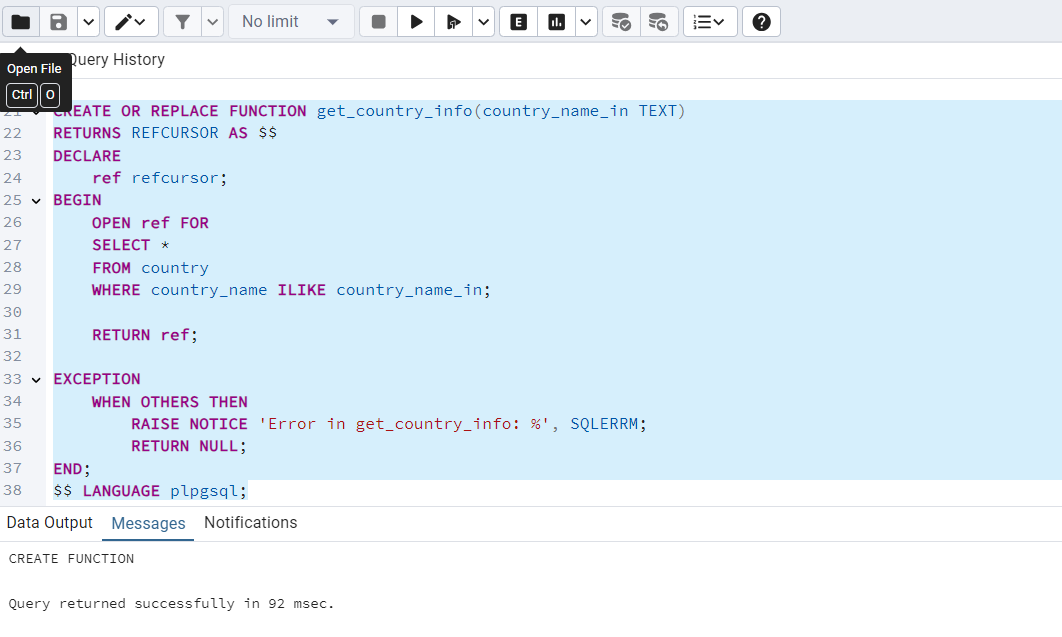 No limit
E
Open File
Query History
Ctrl O
21 CREATE OR REPLACE FUNCTION get_country_info(country_name_in TEXT)
22 RETURNS REFCURSOR AS $$
23 DECLARE
24 ref refcursor;
25 BEGIN
26 OPEN ref FOR
27 SELECT *
28 FROM country
29 WHERE country_name ILIKE country_name_in;
30
31 RETURN ref;
32
33 EXCEPTION
34 WHEN OTHERS THEN
35 RAISE NOTICE 'Error in get_country_info: %', SQLERRM;
36 RETURN NULL;
37 END;
38 $$ LANGUAGE plpgsql;
Data Output Messages Notifications
CREATE FUNCTION
Query returned successfully in 92 msec.